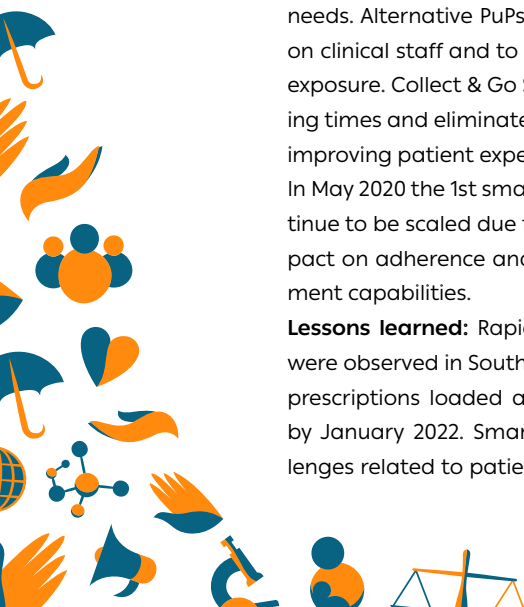 needs. Alternative PuPs
on clinical staff and to
exposure. Collect & Go
ing times and eliminate
improving patient expe
In May 2020 the 1st sma
tinue to be scaled due
pact on adherence and
ment capabilities.
Lessons learned: Rapi
were observed in South
prescriptions loaded a
by January 2022. Smar
lenges related to patie